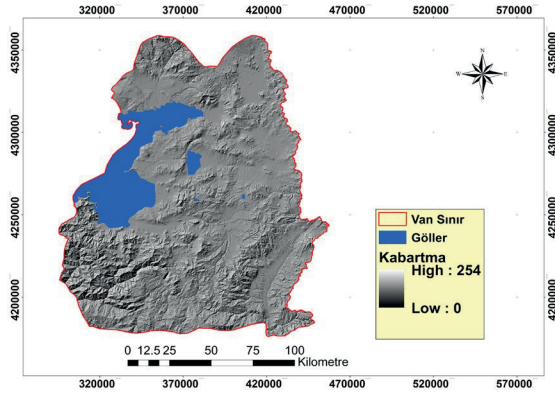 320000 370000 420000 470000 520000 570000
4350000 4350000
N
W E
S
4300000 4300000
4250000 4250000
Van Sınır
Göller
Kabartma
High : 254
4200000 4200000
Low : 0
0 12.5 25 50 75 100
Kilometre
320000 370000 420000 470000 520000 570000